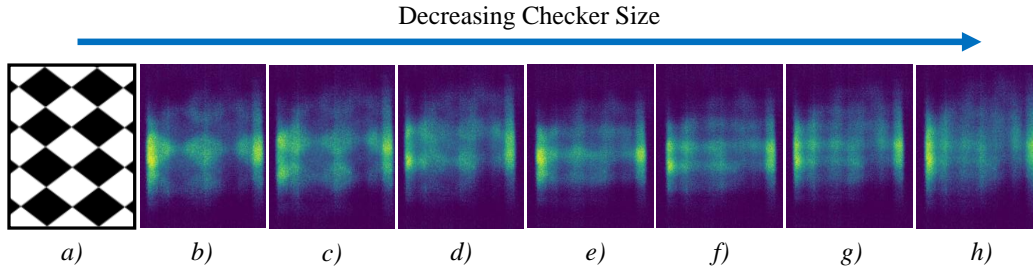 Decreasing Checker Size
a) b) c) d) e) f) g) h)